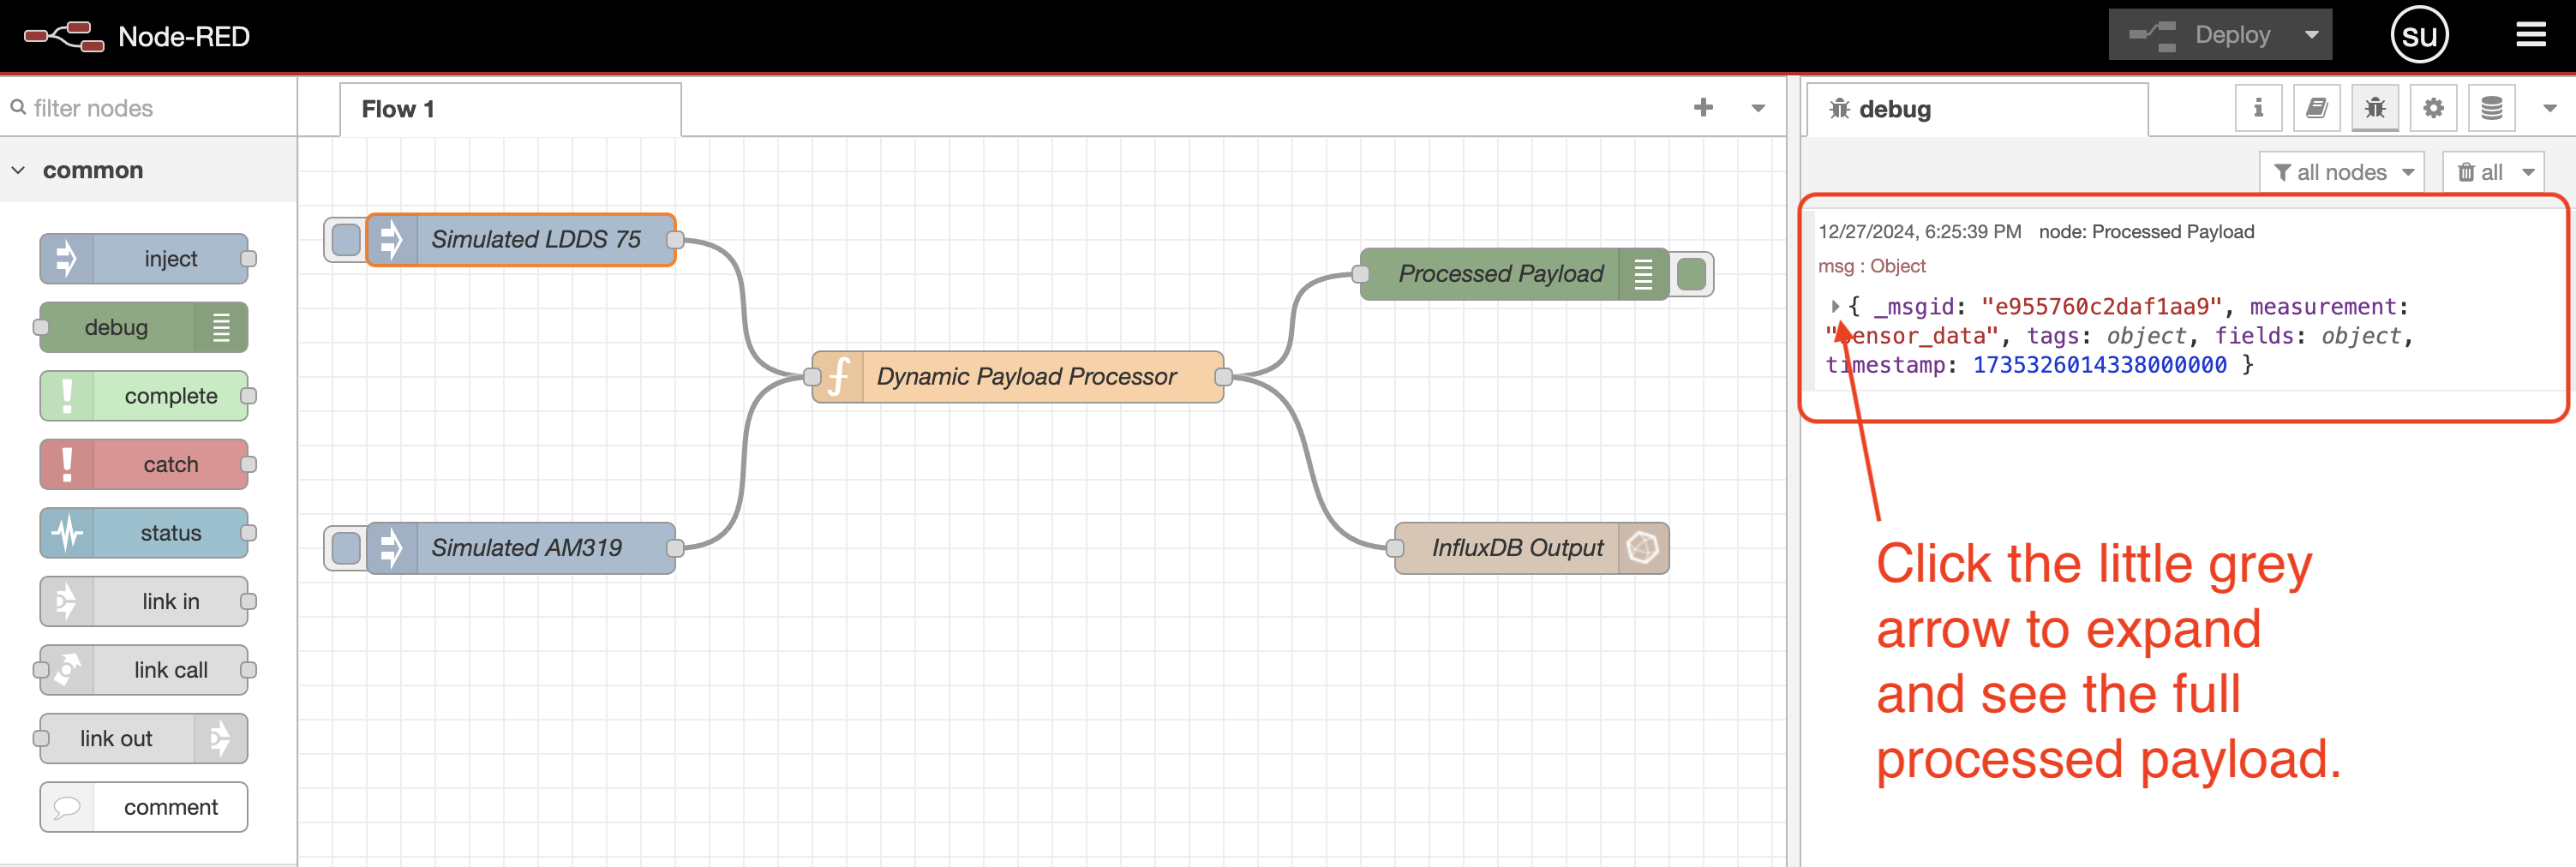 Node-RED
Deploy
su
filter nodes
Flow 1
debug
all nodes
all
common
inject
debug
complete
catch
status
link in
link call
link out
comment
Simulated LDDS 75
Simulated AM319
Dynamic Payload Processor
Processed Payload
InfluxDB Output
12/27/2024, 6:25:39 PM node: Processed Payload
msg : Object
{ _msgid: "e955760c2daf1aa9", measurement:
"sensor_data", tags: object, fields: object,
timestamp: 1735326014338000000 }
Click the little grey
arrow to expand
and see the full
processed payload.